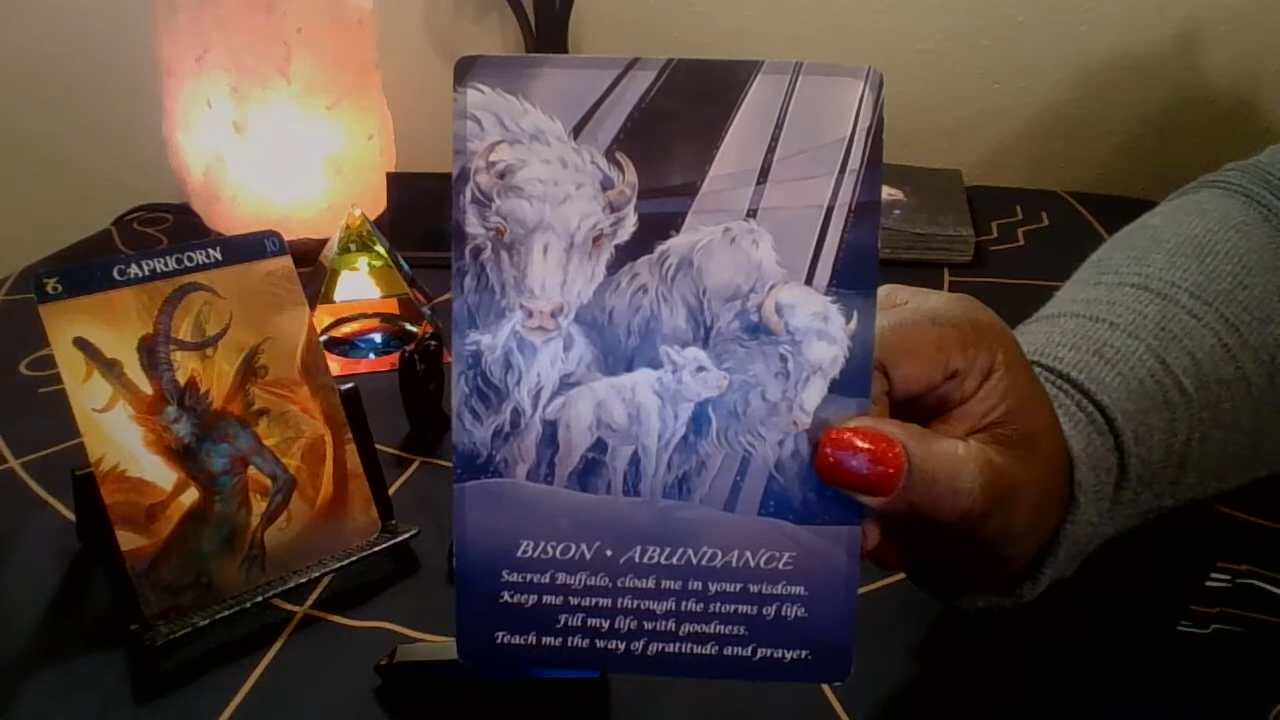 CAPRICORN
10
BISON • ABUNDANCE
Sacred Buffalo, cloak me in your wisdom.
Keep me warm through the storms of life.
Fill my life with goodness.
Teach me the way of gratitude and prayer.